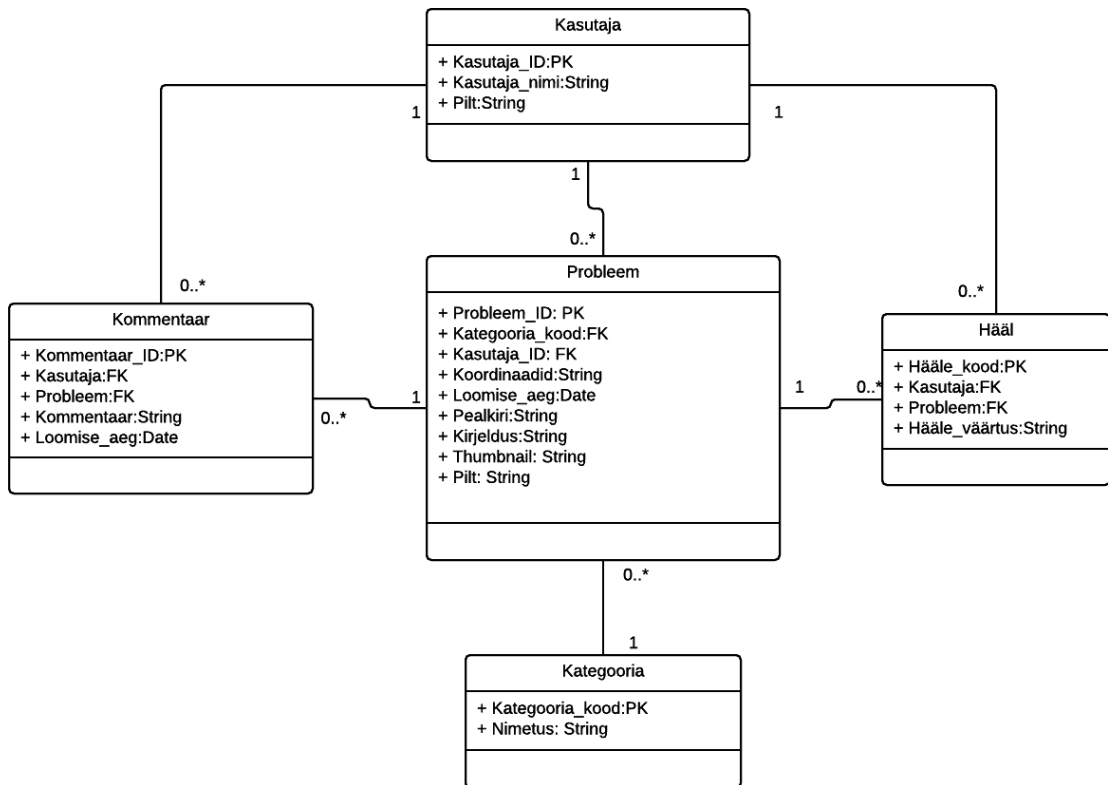 Kasutaja
+ Kasutaja_ID:PK
+ Kasutaja_nimi:String
+ Pilt:String
1
1
1
0..*
0..*
0..*
Probleem
+ Probleem_ID: PK
+ Kategooria_kood:FK
+ Kasutaja_ID: FK
+ Koordinaadid:String
+ Loomise_aeg:Date
+ Pealkiri:String
+ Kirjeldus:String
+ Thumbnail: String
+ Pilt: String
Kommentaar
+ Kommentaar_ID:PK
+ Kasutaja:FK
+ Probleem:FK
+ Kommentaar:String
+ Loomise_aeg:Date
0..*
1
1
0..*
Hääl
+ Hääle_kood:PK
+ Kasutaja:FK
+ Probleem:FK
+ Hääle_väärtus:String
0..*
1
Kategooria
+ Kategooria_kood:PK
+ Nimetus: String